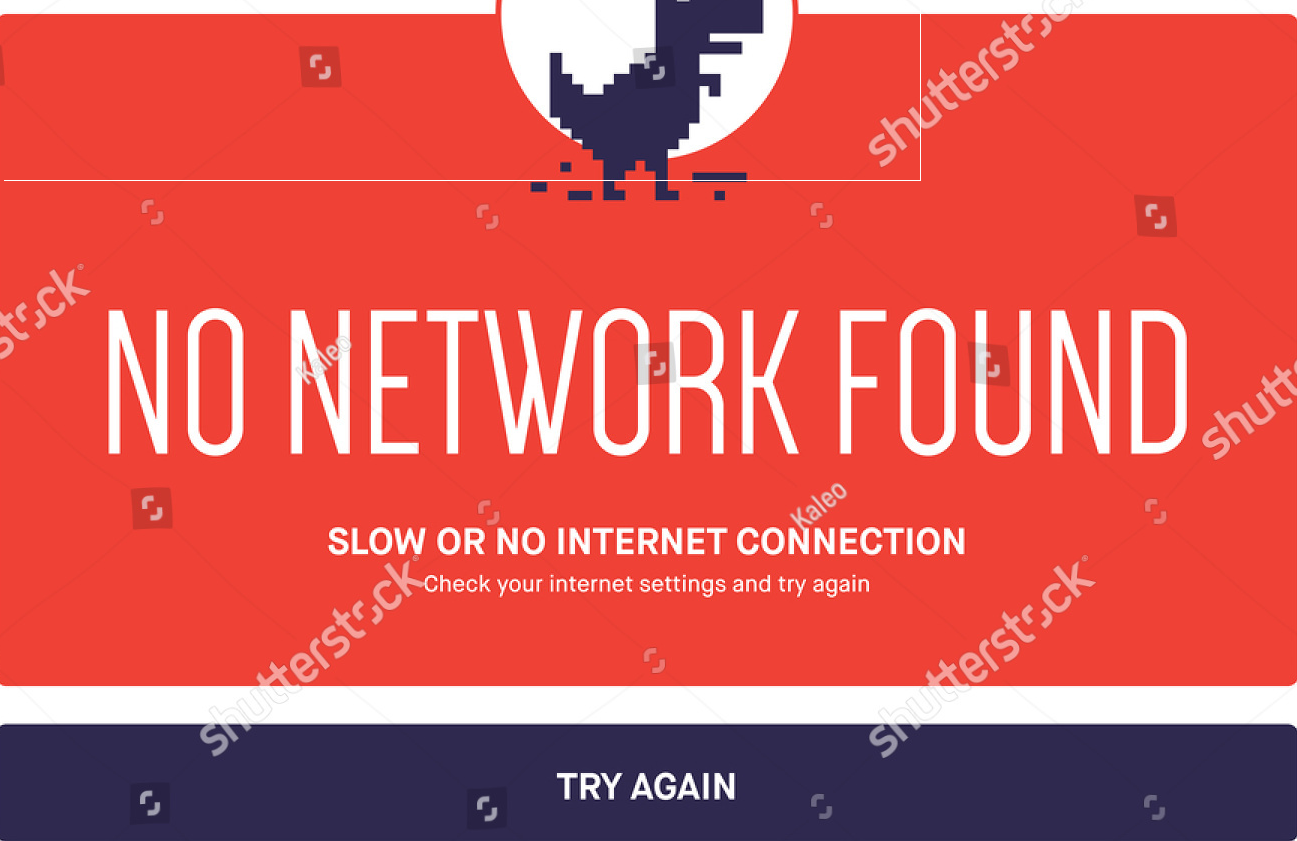 shutterstock
shutterstock
NO NETWORK FOUND
Kaleo
shutt
Kaleo
SLOW OR NO INTERNET CONNECTION
Check your internet settings and try again
shutterstock
shutterstock
TRY AGAIN